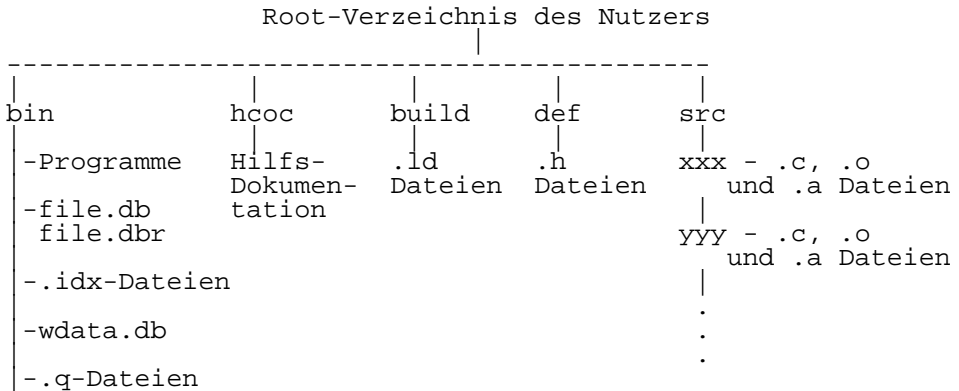 Root-Verzeichnis des Nutzers
bin hcoc build def src
-Programme Hilfs- .ld .h xxx - .c, .o
Dokumen- Dateien Dateien und .a Dateien
-file.db tation
file.dbr yyy - .c, .o
und .a Dateien
-.idx-Dateien
.
-wdata.db .
.
-.q-Dateien